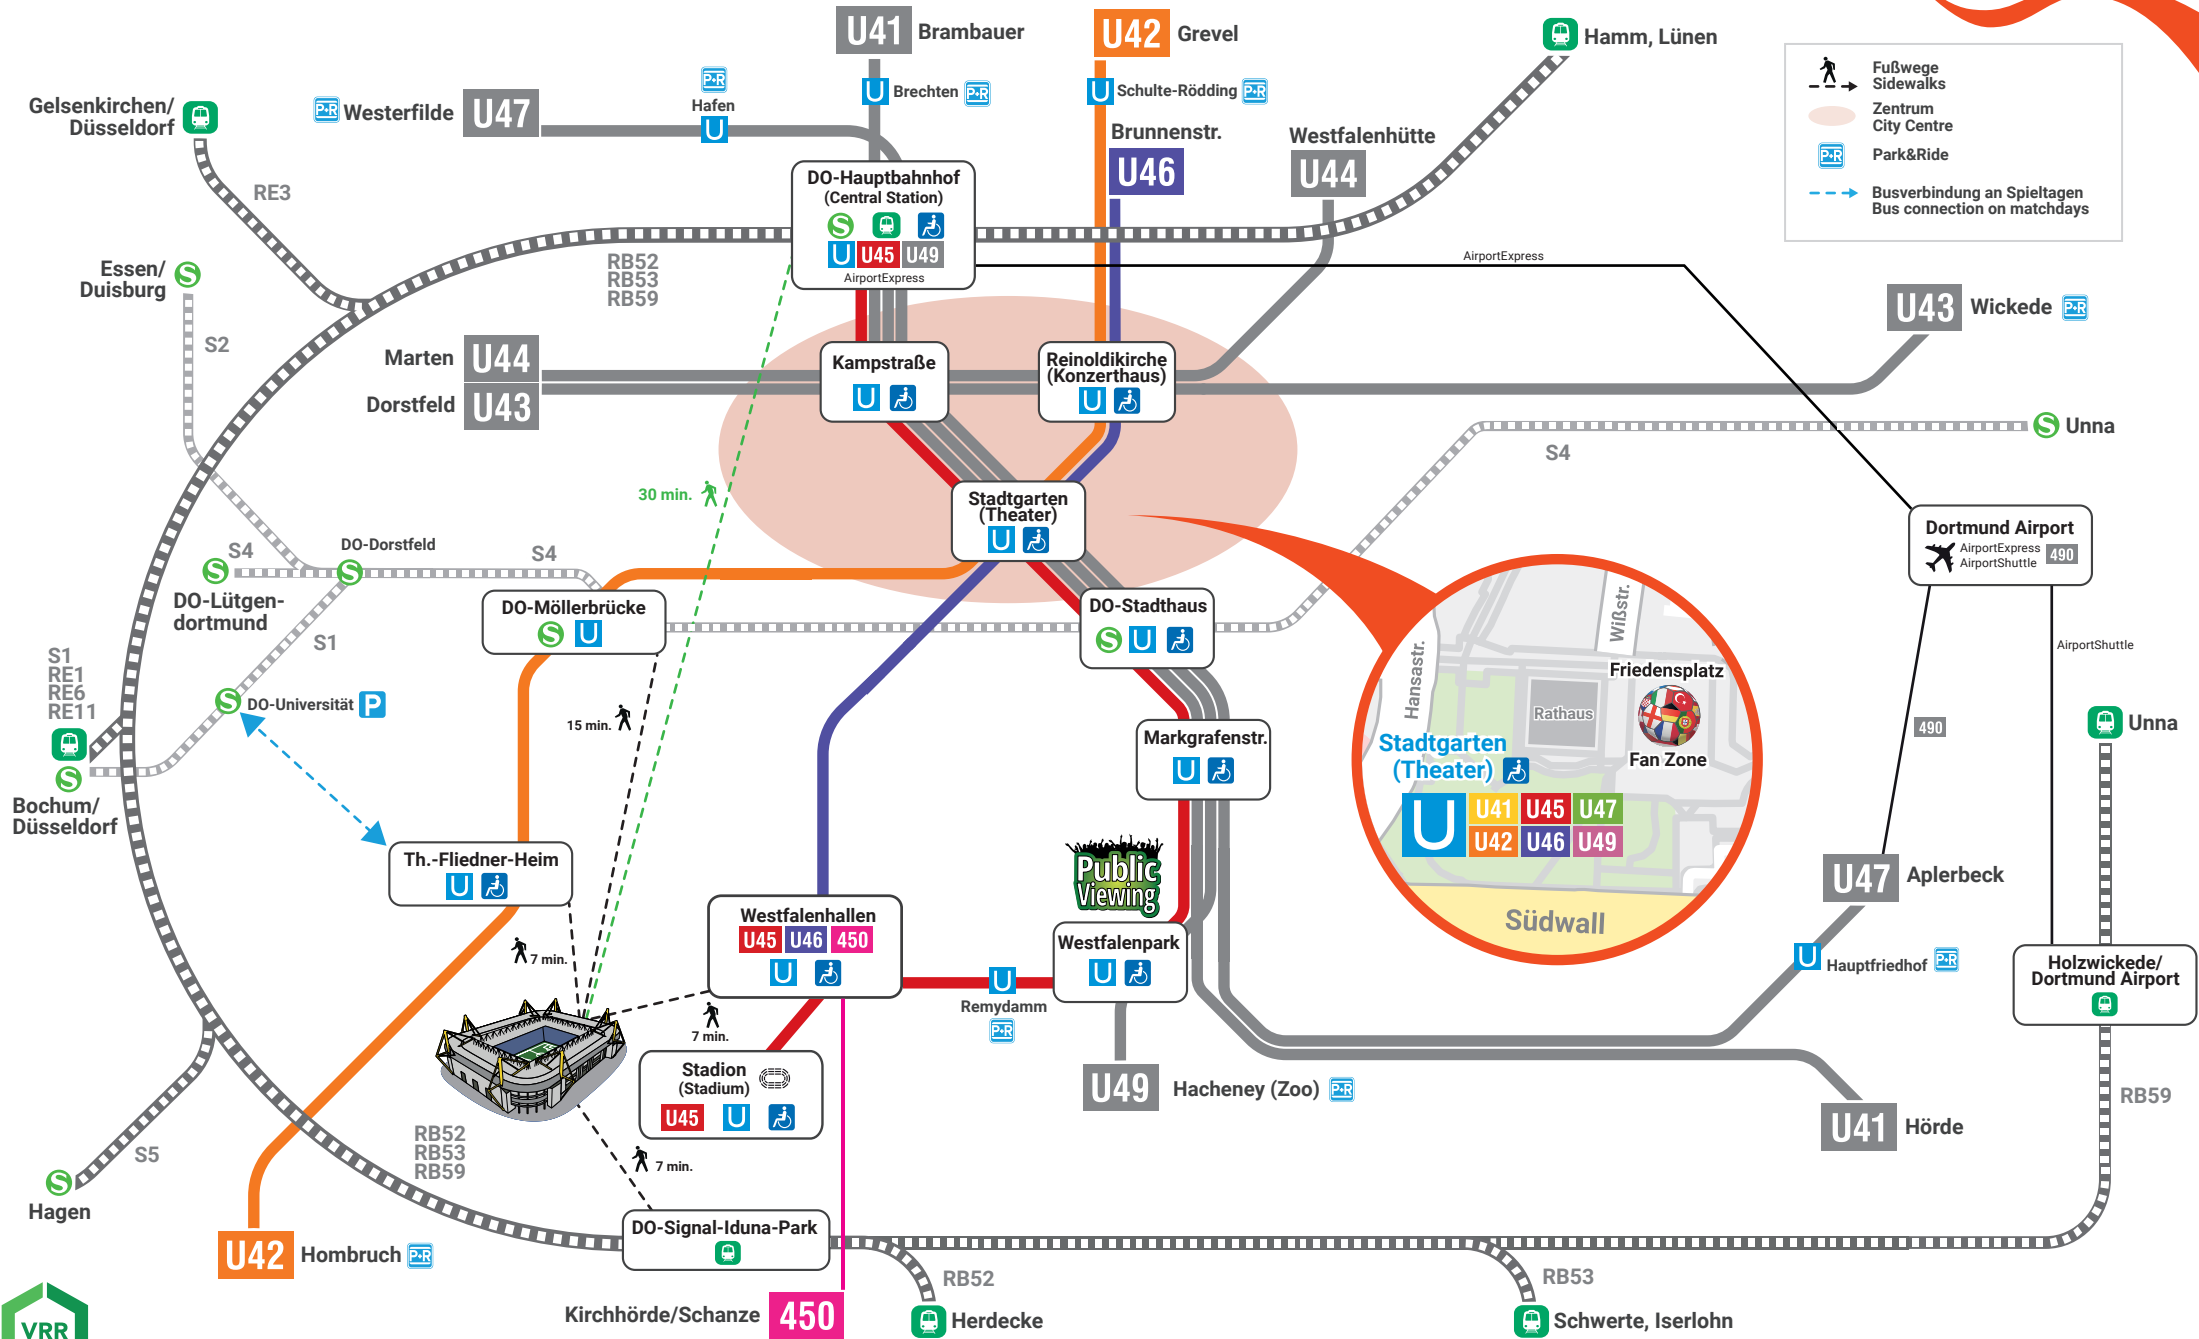 U41 Brambauer
U42 Grevel
Hamm, Lünen
Fußwege
Sidewalks
Zentrum
City Centre
P+R
Park&Ride
Busverbindung an Spieltagen
Bus connection on matchdays
Gelsenkirchen/
Düsseldorf
P+R Westerfilde U47
P+R
Hafen
U
U Brechten P+R
U Schulte-Rödding P+R
Brunnenstr.
U46
Westfalenhütte
U44
RE3
DO-Hauptbahnhof
(Central Station)
S
U U45 U49
AirportExpress
AirportExpress
RB52
RB53
RB59
Essen/
Duisburg
S
S2
U43 Wickede P+R
Marten U44
Dorstfeld U43
Kampstraße
U
Reinoldikirche
(Konzerthaus)
U
S Unna
S4
30 min.
Stadtgarten
(Theater)
U
Dortmund Airport
AirportExpress
AirportShuttle
490
S4
DO-Dorstfeld
S4
S
S
DO-Lütgen-
dortmund
DO-Möllerbrücke
S U
DO-Stadthaus
S U
S1
AirportShuttle
490
S1
RE1
RE6
RE11
S
Bochum/
Düsseldorf
S
DO-Universität P
15 min.
Markgrafenstr.
U
Hansastr.
Wißstr.
Friedensplatz
Rathaus
Fan Zone
Stadtgarten
(Theater)
U
U41 U45 U47
U42 U46 U49
Südwall
Unna
Th.-Fliedner-Heim
U
7 min.
Public
Viewing
Westfalenhallen
U45 U46 450
U
Westfalenpark
U
U
Remydamm
P+R
U47 Aplerbeck
U Hauptfriedhof P+R
Holzwickede/
Dortmund Airport
7 min.
Stadion
(Stadium)
U45 U
U49 Hacheney (Zoo) P+R
U41 Hörde
RB59
RB52
RB53
RB59
S5
S
Hagen
7 min.
U42 Hombruch P+R
DO-Signal-Iduna-Park
RB52
RB53
Kirchhörde/Schanze 450
Herdecke
Schwerte, Iserlohn
VRR